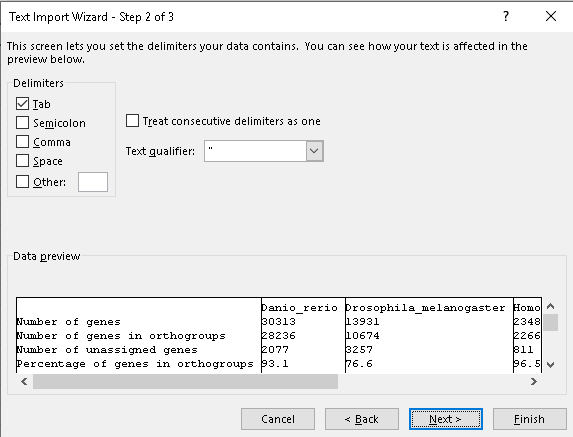 Text Import Wizard - Step 2 of 3 ? ×
This screen lets you set the delimiters your data contains. You can see how your text is affected in the
preview below.
Delimiters
Tab
Semicolon
Comma
Space
Other:
Treat consecutive delimiters as one
Text qualifier: "
Data preview
Danio_rerio Drosophila_melanogaster Homo
Number of genes 30313 13931 2348
Number of genes in orthogroups 28236 10674 2266
Number of unassigned genes 2077 3257 811
Percentage of genes in orthogroups 93.1 76.6 96.5
Cancel < Back Next > Finish